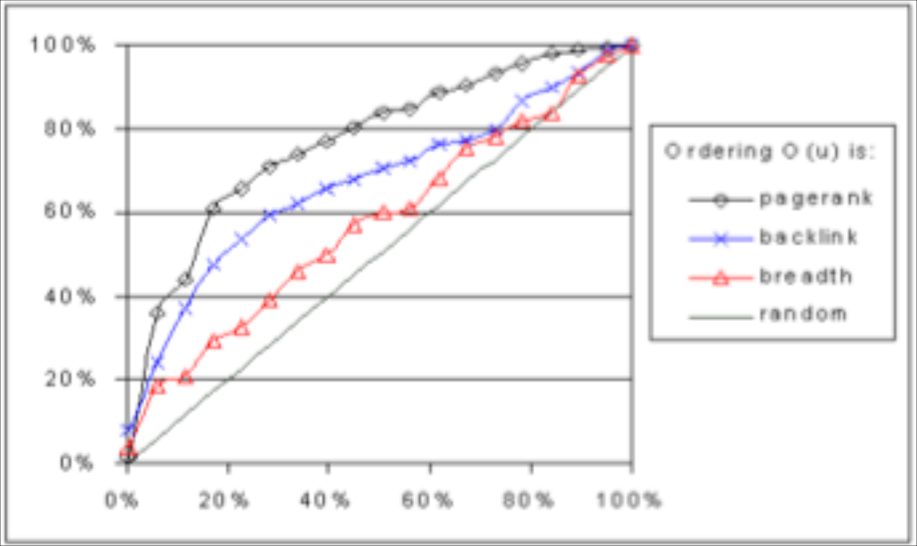 100%
80%
60%
40%
20%
0%
0% 20% 40% 60% 80% 100%
Ordering O(u) is:
pagerank
backlink
breadth
random